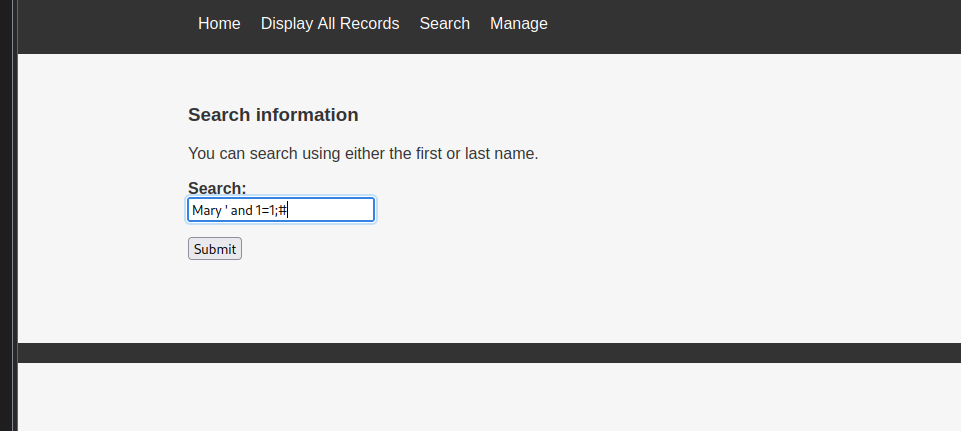 Home Display All Records Search Manage
Search information
You can search using either the first or last name.
Search:
Mary ' and 1=1;#
Submit